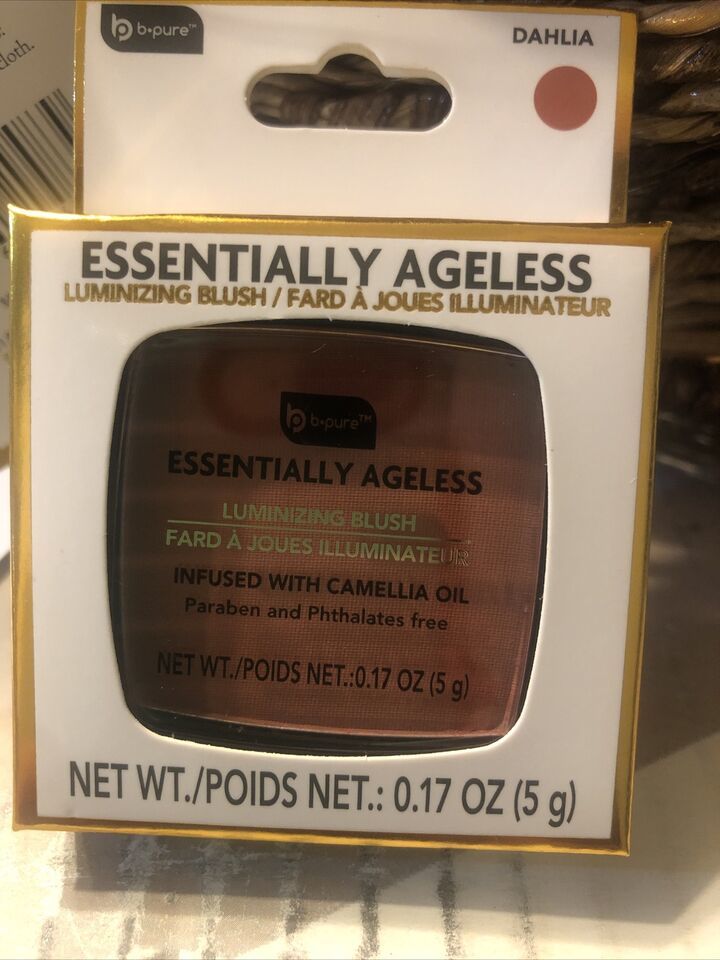 cloth.
b•pure™
DAHLIA
ESSENTIALLY AGELESS
LUMINIZING BLUSH / FARD À JOUES ILLUMINATEUR
b•pure™
ESSENTIALLY AGELESS
LUMINIZING BLUSH
FARD À JOUES ILLUMINATEUR
INFUSED WITH CAMELLIA OIL
Paraben and Phthalates free
NET WT./POIDS NET.:0.17 OZ (5 g)
NET WT./POIDS NET.: 0.17 OZ (5 g)